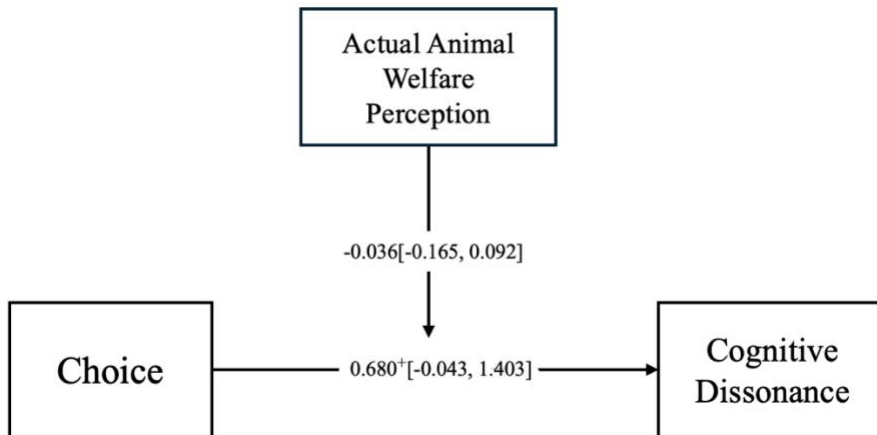 Actual Animal
Welfare
Perception
-0.036[-0.165, 0.092]
Choice
0.680⁺[-0.043, 1.403]
Cognitive
Dissonance